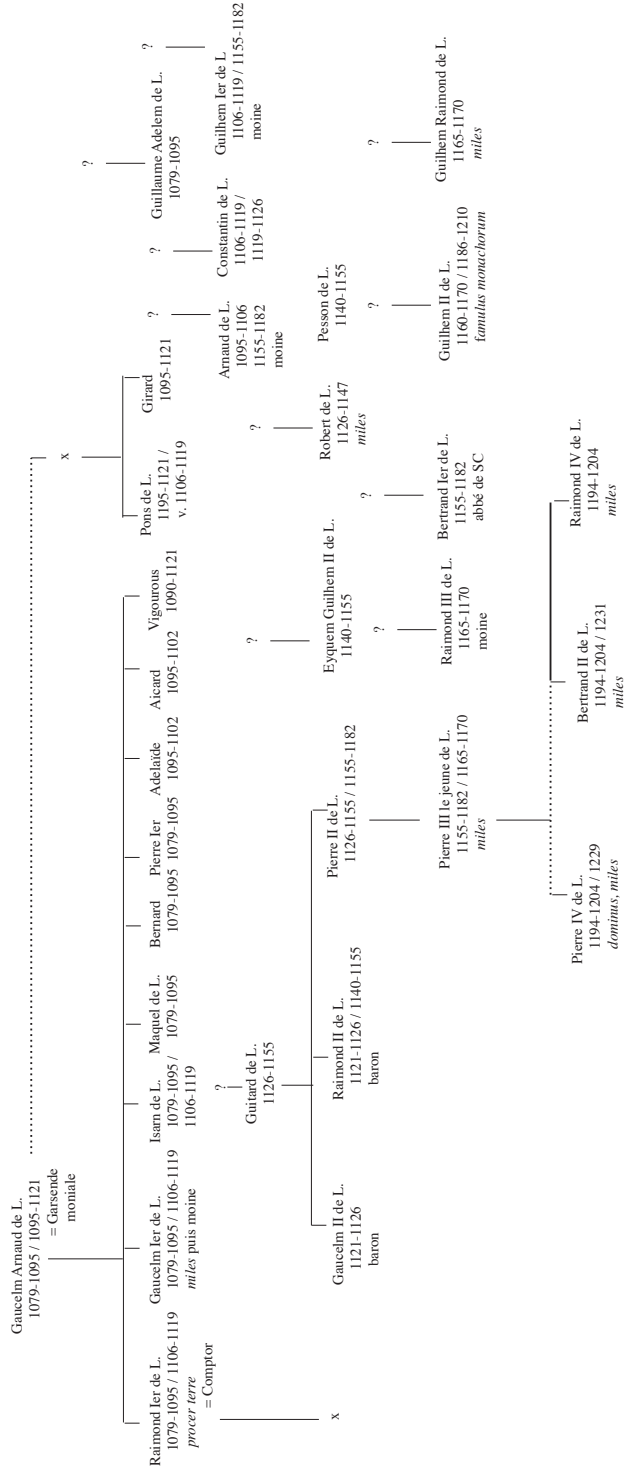 Gaucelm Arnaud de L.
1079-1095 / 1095-1121
= Garsende
moniale
x
?
?
?
?
Raimond Ier de L.
1079-1095 / 1106-1119
procer terre
= Comptor
Gaucelm Ier de L.
1079-1095 / 1106-1119
miles puis moine
Isarn de L.
1079-1095 /
1106-1119
Maquel de L.
1079-1095
Bernard
1079-1095
Pierre Ier
1079-1095
Adelaïde
1095-1102
Aicard
1095-1102
Vigourous
1090-1121
Pons de L.
1195-1121 /
v. 1106-1119
Girard
1095-1121
Guillaume Adelem de L.
1079-1095
Arnaud de L.
1095-1106
1155-1182
moine
Constantin de L.
1106-1119 /
1119-1126
Guilhem Ier de L
1106-1119 / 1155-1182
moine
?
?
?
Guitard de L.
1126-1155
x
Gaucelm II de L.
1121-1126
baron
Raimond II de L.
1121-1126 / 1140-1155
baron
Pierre II de L.
1126-1155 / 1155-1182
Eyquem Guilhem II de L.
1140-1155
Robert de L.
1126-1147
miles
Pesson de L.
1140-1155
?
?
?
?
Pierre III le jeune de L.
1155-1182 / 1165-1170
miles
Raimond III de L.
1165-1170
moine
Bertrand Ier de L.
1155-1182
abbé de SC
Guilhem II de L.
1160-1170 / 1186-1210
famulus monachorum
Guilhem Raimond de L.
1165-1170
miles
Pierre IV de L.
1194-1204 / 1229
dominus, miles
Bertrand II de L.
1194-1204 / 1231
miles
Raimond IV de L.
1194-1204
miles